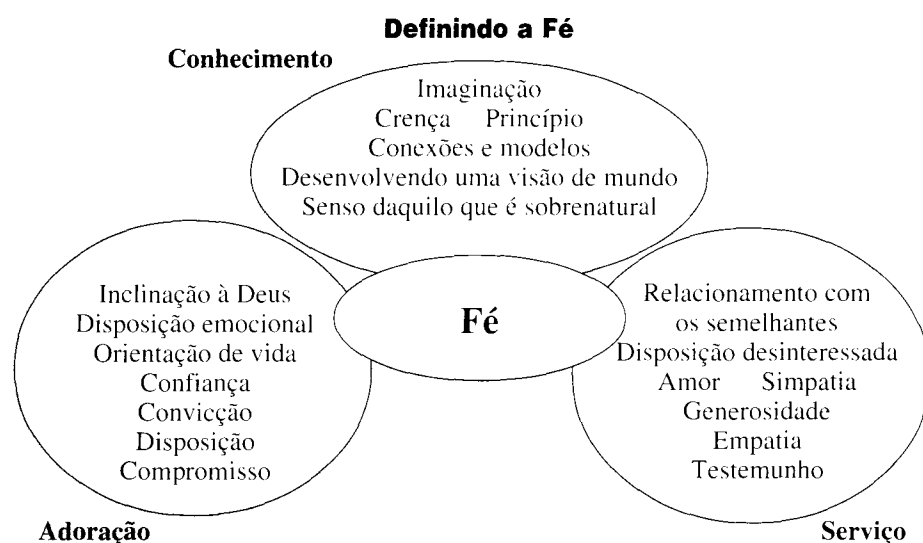 Definindo a Fé
Conhecimento
Imaginação
Crença Princípio
Conexões e modelos
Desenvolvendo uma visão de mundo
Senso daquilo que é sobrenatural
Inclinação à Deus
Disposição emocional
Orientação de vida
Confiança
Convicção
Disposição
Compromisso
Adoração
Fé
Relacionamento com
os semelhantes
Disposição desinteressada
Amor Simpatia
Generosidade
Empatia
Testemunho
Serviço